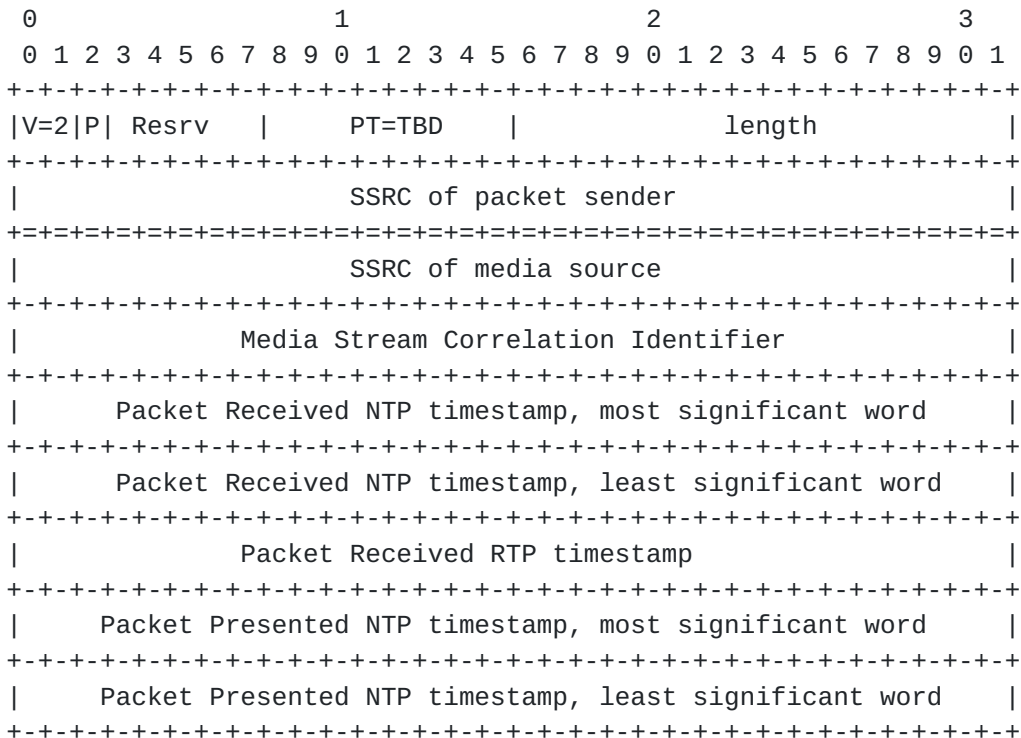 0                   1                   2                   3
 0 1 2 3 4 5 6 7 8 9 0 1 2 3 4 5 6 7 8 9 0 1 2 3 4 5 6 7 8 9 0 1
+-+-+-+-+-+-+-+-+-+-+-+-+-+-+-+-+-+-+-+-+-+-+-+-+-+-+-+-+-+-+-+-+
|V=2|P| Resrv   |     PT=TBD    |             length            |
+-+-+-+-+-+-+-+-+-+-+-+-+-+-+-+-+-+-+-+-+-+-+-+-+-+-+-+-+-+-+-+-+
|                     SSRC of packet sender                     |
+=+=+=+=+=+=+=+=+=+=+=+=+=+=+=+=+=+=+=+=+=+=+=+=+=+=+=+=+=+=+=+=+
|                     SSRC of media source                      |
+-+-+-+-+-+-+-+-+-+-+-+-+-+-+-+-+-+-+-+-+-+-+-+-+-+-+-+-+-+-+-+-+
|              Media Stream Correlation Identifier              |
+-+-+-+-+-+-+-+-+-+-+-+-+-+-+-+-+-+-+-+-+-+-+-+-+-+-+-+-+-+-+-+-+
|      Packet Received NTP timestamp, most significant word     |
+-+-+-+-+-+-+-+-+-+-+-+-+-+-+-+-+-+-+-+-+-+-+-+-+-+-+-+-+-+-+-+-+
|      Packet Received NTP timestamp, least significant word    |
+-+-+-+-+-+-+-+-+-+-+-+-+-+-+-+-+-+-+-+-+-+-+-+-+-+-+-+-+-+-+-+-+
|              Packet Received RTP timestamp                    |
+-+-+-+-+-+-+-+-+-+-+-+-+-+-+-+-+-+-+-+-+-+-+-+-+-+-+-+-+-+-+-+-+
|     Packet Presented NTP timestamp, most significant word     |
+-+-+-+-+-+-+-+-+-+-+-+-+-+-+-+-+-+-+-+-+-+-+-+-+-+-+-+-+-+-+-+-+
|     Packet Presented NTP timestamp, least significant word    |
+-+-+-+-+-+-+-+-+-+-+-+-+-+-+-+-+-+-+-+-+-+-+-+-+-+-+-+-+-+-+-+-+